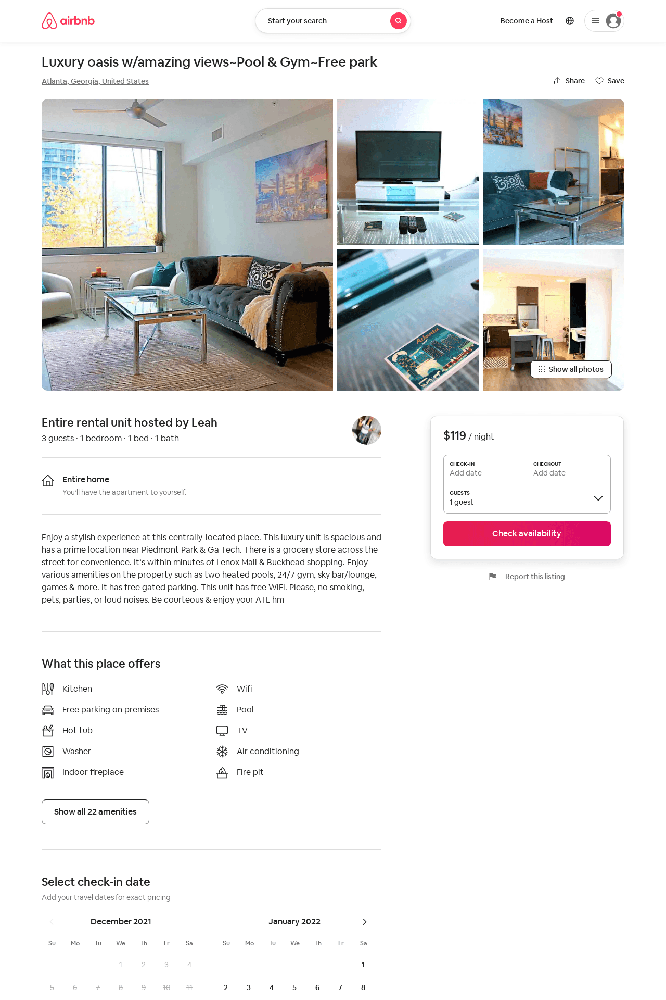 airbnb
Start your search
Become a Host
Luxury oasis w/amazing views~Pool & Gym~Free park
Atlanta, Georgia, United States
Share
Save
Atlanta
Show all photos
Entire rental unit hosted by Leah
3 guests · 1 bedroom · 1 bed · 1 bath
Entire home
You’ll have the apartment to yourself.
Enjoy a stylish experience at this centrally-located place. This luxury unit is spacious and
has a prime location near Piedmont Park & Ga Tech. There is a grocery store across the
street for convenience. It’s within minutes of Lenox Mall & Buckhead shopping. Enjoy
various amenities on the property such as two heated pools, 24/7 gym, sky bar/lounge,
games & more. It has free gated parking. This unit has free WiFi. Please, no smoking,
pets, parties, or loud noises. Be courteous & enjoy your ATL hm
$119 / night
CHECK-IN
Add date
CHECKOUT
Add date
GUESTS
1 guest
Check availability
Report this listing
What this place offers
Kitchen
Wifi
Free parking on premises
Pool
Hot tub
TV
Washer
Air conditioning
Indoor fireplace
Fire pit
Show all 22 amenities
Select check-in date
Add your travel dates for exact pricing
December 2021
Su Mo Tu We Th Fr Sa
1 2 3 4
5 6 7 8 9 10 11
January 2022
Su Mo Tu We Th Fr Sa
1
2 3 4 5 6 7 8